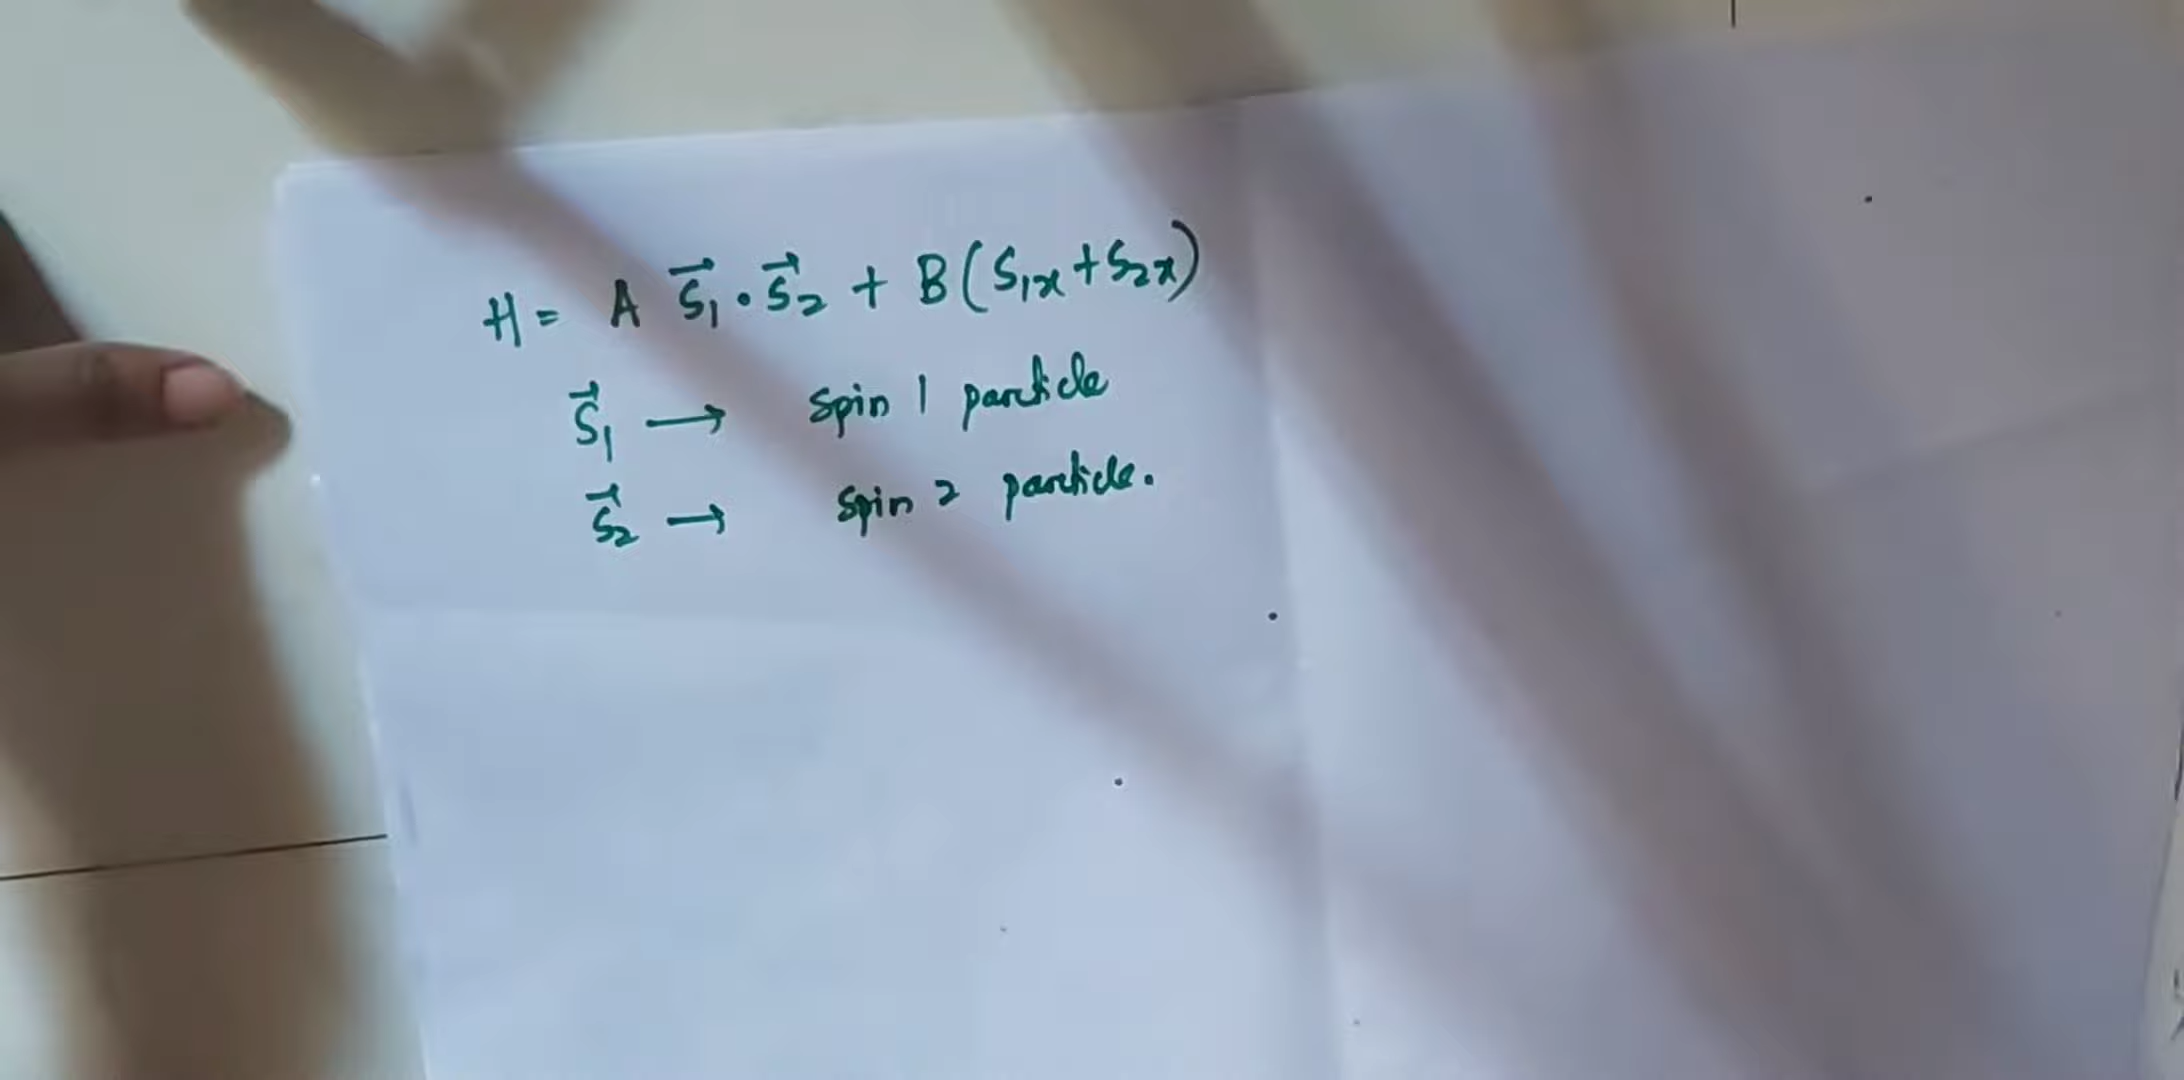 H = A S⃗₁ · S⃗₂ + B(S₁ₓ + S₂ₓ)
S⃗₁ → Spin 1 particle
S⃗₂ → Spin 2 particle.